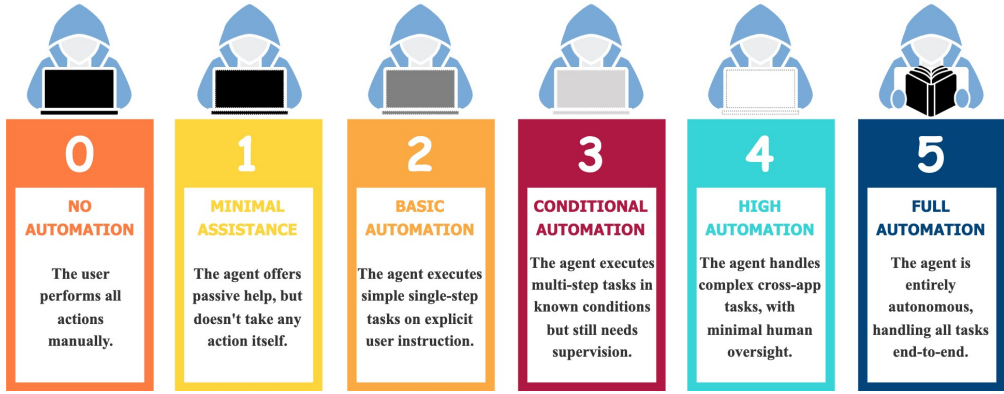 0
NO
AUTOMATION
The user
performs all
actions
manually.
1
MINIMAL
ASSISTANCE
The agent offers
passive help, but
doesn't take any
action itself.
2
BASIC
AUTOMATION
The agent executes
simple single-step
tasks on explicit
user instruction.
3
CONDITIONAL
AUTOMATION
The agent executes
multi-step tasks in
known conditions
but still needs
supervision.
4
HIGH
AUTOMATION
The agent handles
complex cross-app
tasks, with
minimal human
oversight.
5
FULL
AUTOMATION
The agent is
entirely
autonomous,
handling all tasks
end-to-end.